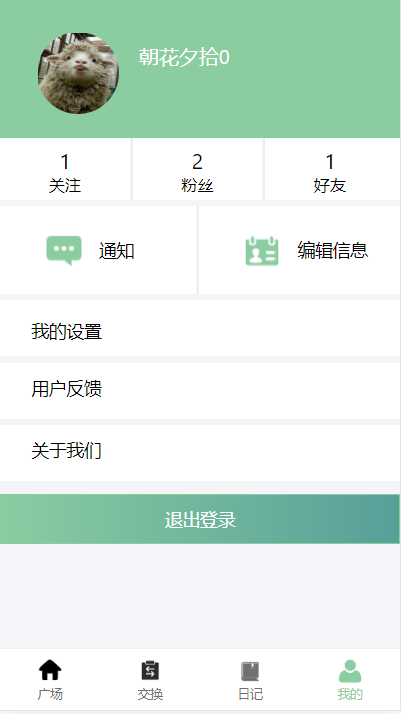 朝花夕拾0
1 2 1
关注 粉丝 好友
通知 编辑信息
我的设置
用户反馈
关于我们
退出登录
广场 交换 日记 我的